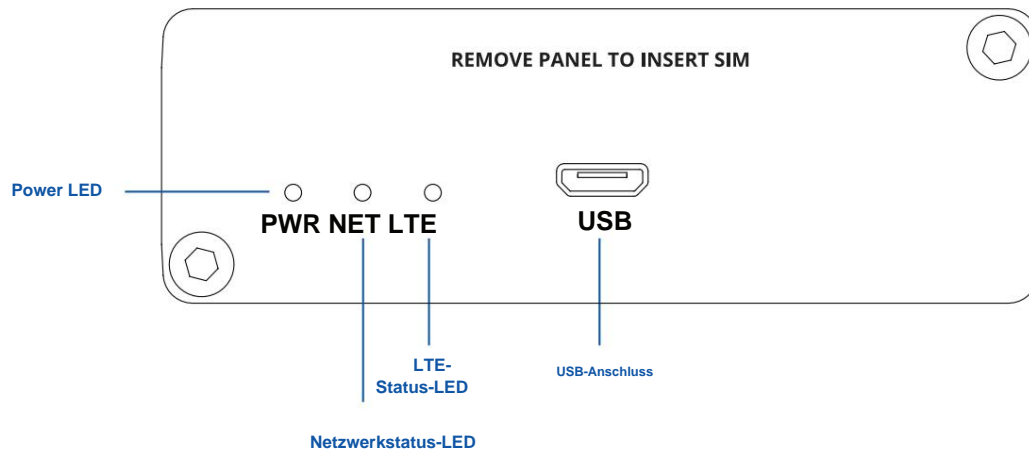 REMOVE PANEL TO INSERT SIM
Power LED
PWR NET LTE
USB
LTE-
Status-LED
USB-Anschluss
Netzwerkstatus-LED